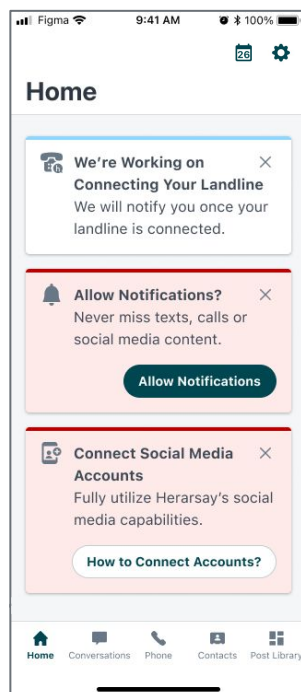 Figma 9:41 AM 100%
26
Home
We’re Working on
Connecting Your Landline
We will notify you once your
landline is connected.
Allow Notifications?
Never miss texts, calls or
social media content.
Allow Notifications
Connect Social Media
Accounts
Fully utilize Herarsay’s social
media capabilities.
How to Connect Accounts?
Home Conversations Phone Contacts Post Library